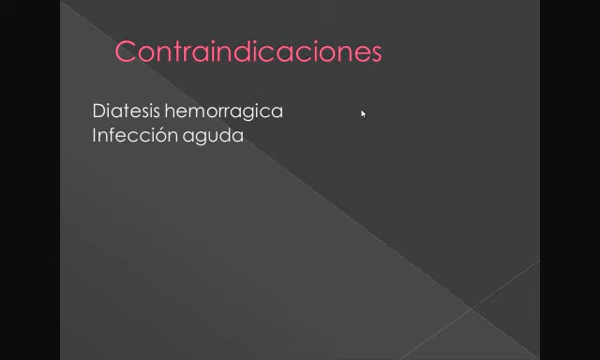 Contraindicaciones
Diatesis hemorragica
Infección aguda